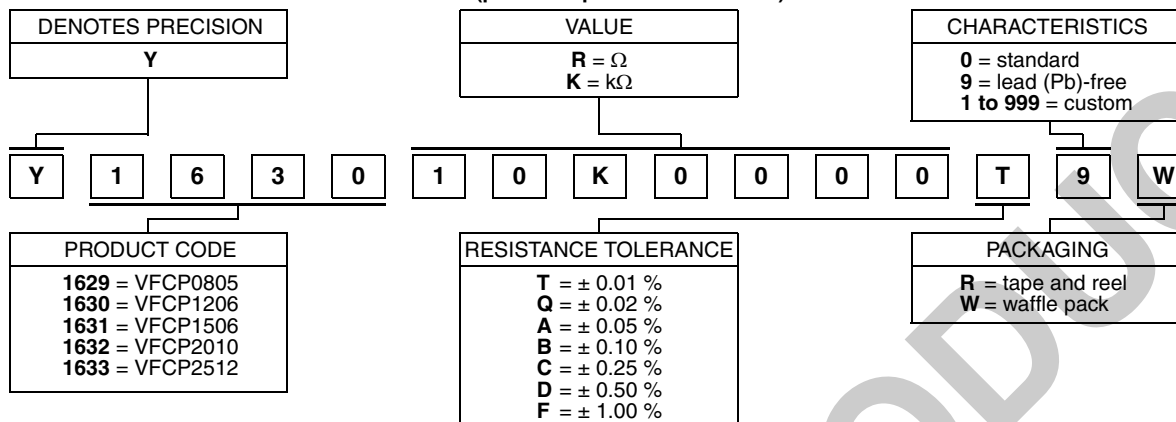 DENOTES PRECISION
Y
VALUE
R = Ω
K = kΩ
CHARACTERISTICS
0 = standard
9 = lead (Pb)-free
1 to 999 = custom
Y 1 6 3 0 1 0 K 0 0 0 0 T 9 W
PRODUCT CODE
1629 = VFCP0805
1630 = VFCP1206
1631 = VFCP1506
1632 = VFCP2010
1633 = VFCP2512
RESISTANCE TOLERANCE
T = ± 0.01 %
Q = ± 0.02 %
A = ± 0.05 %
B = ± 0.10 %
C = ± 0.25 %
D = ± 0.50 %
F = ± 1.00 %
PACKAGING
R = tape and reel
W = waffle pack